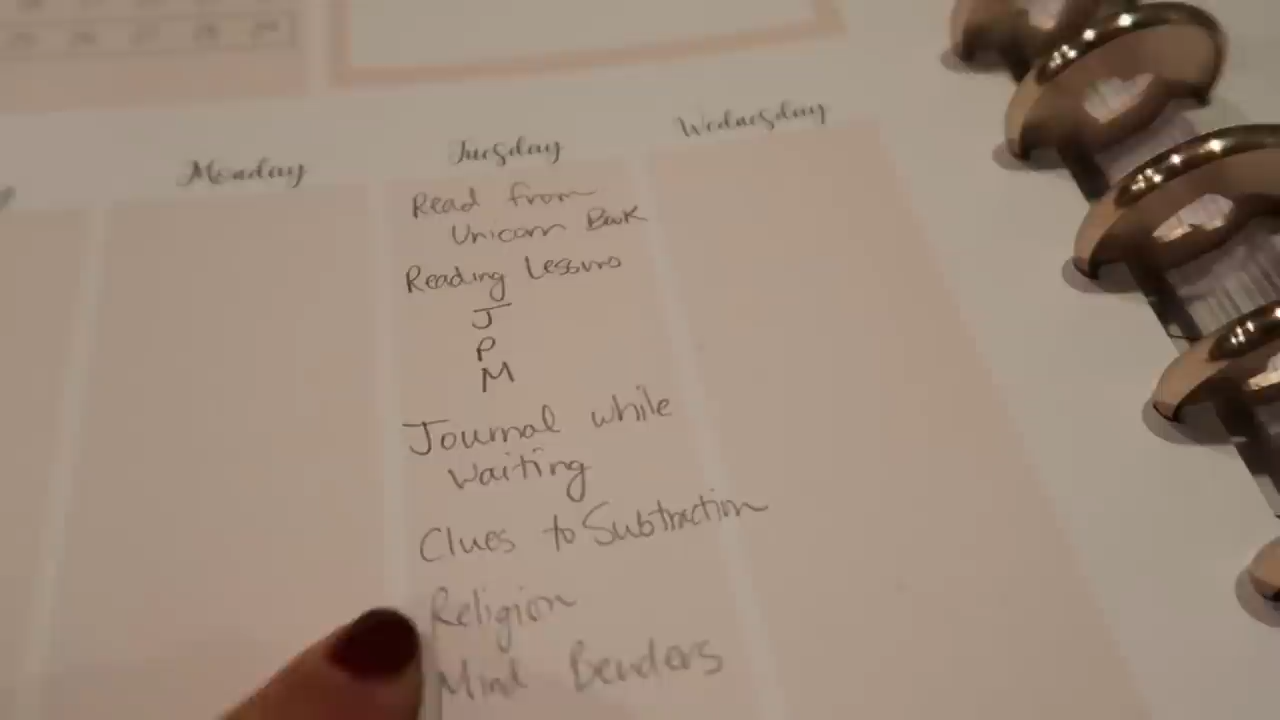 Monday
Tuesday
Wednesday
Read from
Unicorn Book
Reading Lessons
J
P
M
Journal while
waiting
Clues to Subtraction
Religion
Mind Benders